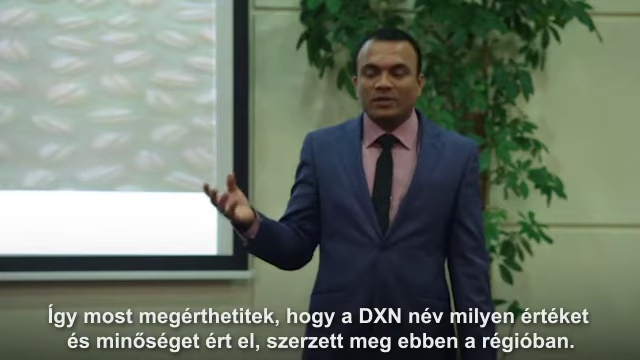 Így most megérthetitek, hogy a DXN név milyen értéket
és minőséget ért el, szerzett meg ebben a régióban.